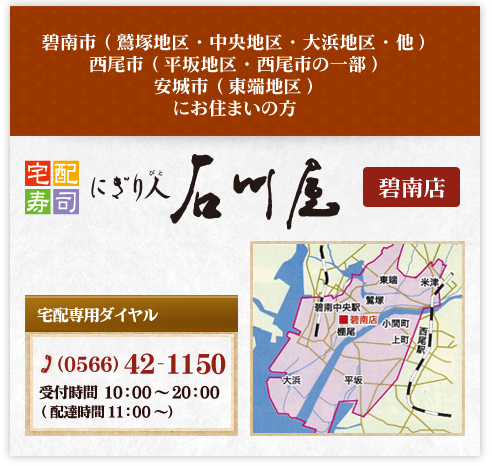 碧南市 ( 鷲塚地区・中央地区・大浜地区・他 )
西尾市 ( 平坂地区・西尾市の一部 )
安城市 ( 東端地区 )
にお住まいの方
宅配
寿司
にぎり人
びと
石川屋
碧南店
宅配専用ダイヤル
(0566) 42-1150
受付時間 10：00～20：00
( 配達時間 11：00～)
東端
米津
碧南中央駅
鷲塚
碧南店
棚尾
小間町
上町
西尾駅
大浜
平坂